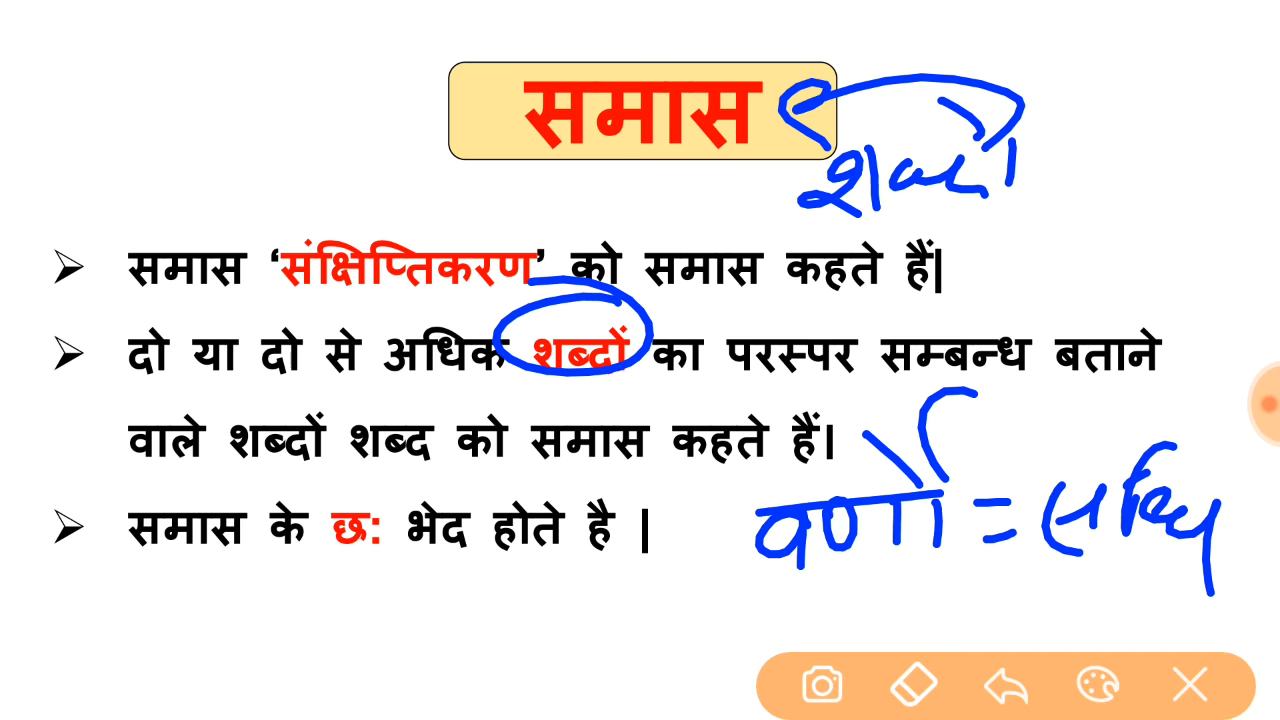 समास
शब्दो
समास ‘संक्षिप्तिकरण’ को समास कहते हैं|
दो या दो से अधिक शब्दों का परस्पर सम्बन्ध बताने
वाले शब्दों शब्द को समास कहते हैं।
वर्णो = सन्धि
समास के छ: भेद होते है |